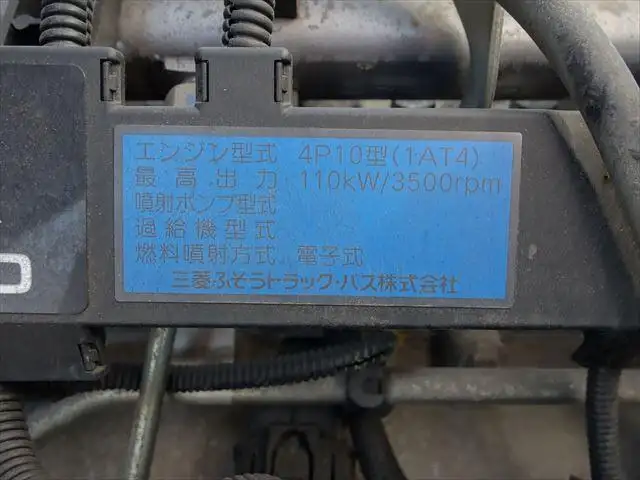 エンジン型式 4P10型(1AT4)
最高出力 110kW/3500rpm
噴射ポンプ型式
過給機型式
燃料噴射方式 電子式
三菱ふそうトラック・バス株式会社